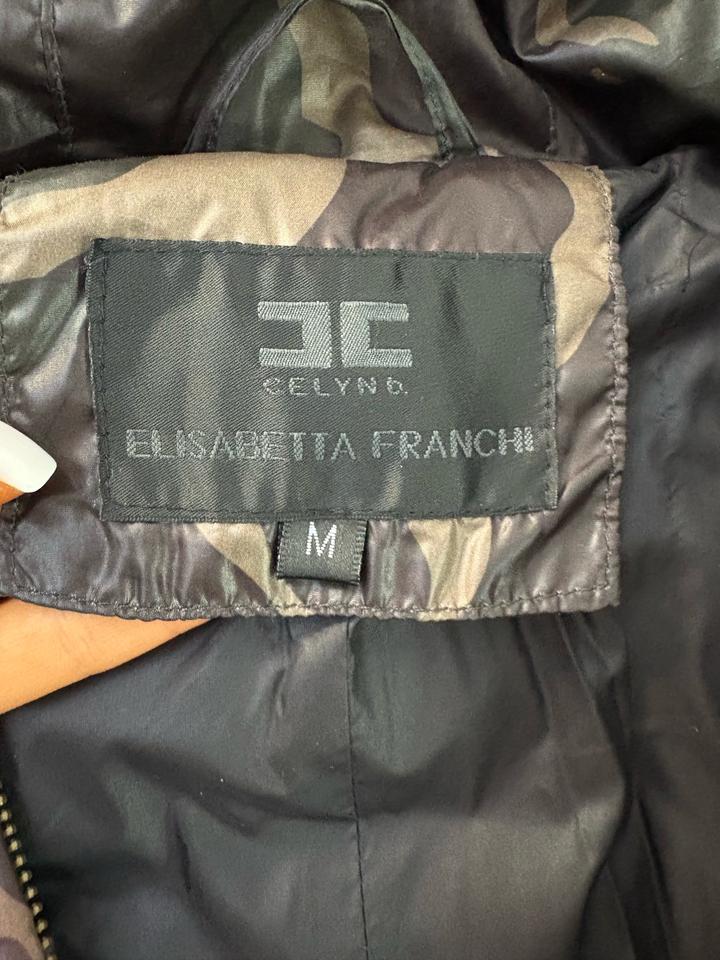 CELYN b.
ELISABETTA FRANCHI
M